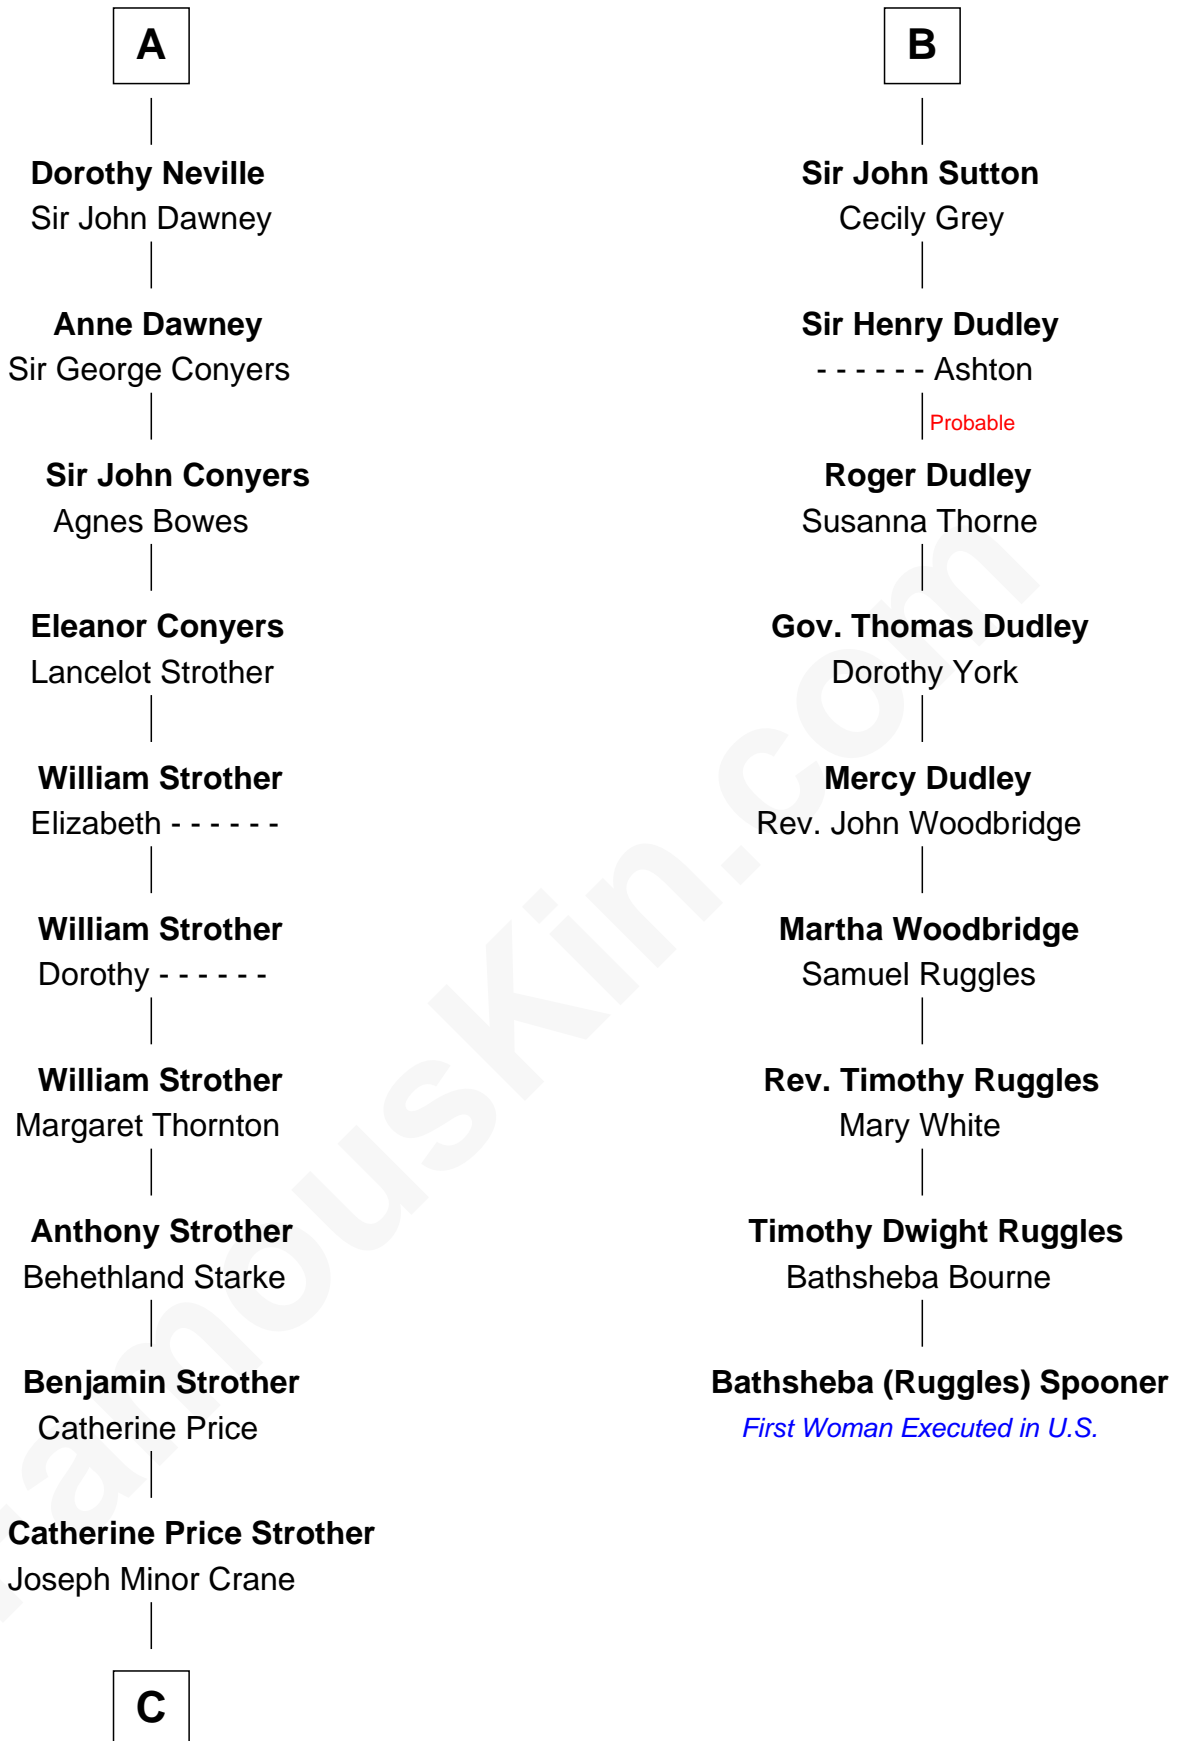 A
Dorothy Neville
Sir John Dawney
Anne Dawney
Sir George Conyers
Sir John Conyers
Agnes Bowes
Eleanor Conyers
Lancelot Strother
William Strother
Elizabeth - - - - - -
William Strother
Dorothy - - - - - -
William Strother
Margaret Thornton
Anthony Strother
Behethland Starke
Benjamin Strother
Catherine Price
Catherine Price Strother
Joseph Minor Crane
C
B
Sir John Sutton
Cecily Grey
Sir Henry Dudley
- - - - - - Ashton
Probable
Roger Dudley
Susanna Thorne
Gov. Thomas Dudley
Dorothy York
Mercy Dudley
Rev. John Woodbridge
Martha Woodbridge
Samuel Ruggles
Rev. Timothy Ruggles
Mary White
Timothy Dwight Ruggles
Bathsheba Bourne
Bathsheba (Ruggles) Spooner
First Woman Executed in U.S.
FamousKin.com